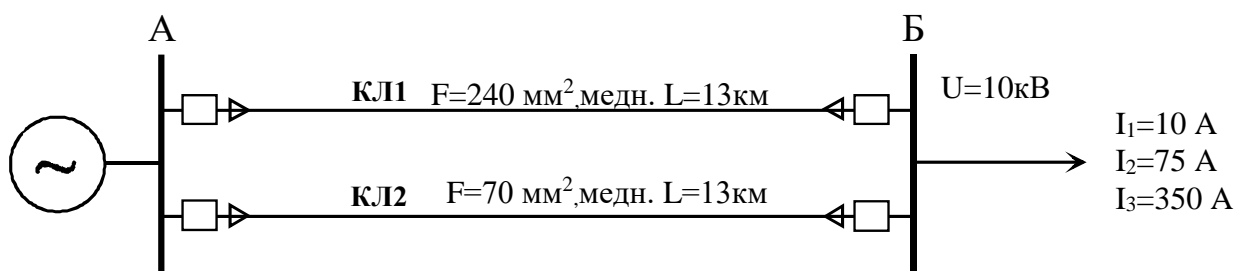 А
Б
КЛ1 F=240 мм²,медн. L=13км
U=10кВ
I₁=10 А
I₂=75 А
I₃=350 А
КЛ2 F=70 мм²,медн. L=13км